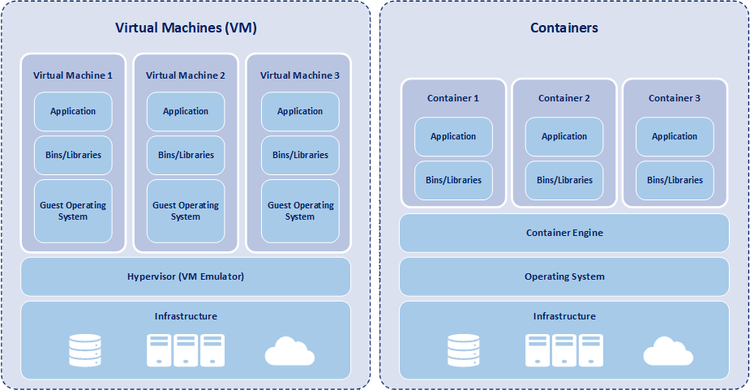 Virtual Machines (VM)
Virtual Machine 1
Application
Bins/Libraries
Guest Operating
System
Virtual Machine 2
Application
Bins/Libraries
Guest Operating
System
Virtual Machine 3
Application
Bins/Libraries
Guest Operating
System
Hypervisor (VM Emulator)
Infrastructure
Containers
Container 1
Application
Bins/Libraries
Container 2
Application
Bins/Libraries
Container 3
Application
Bins/Libraries
Container Engine
Operating System
Infrastructure